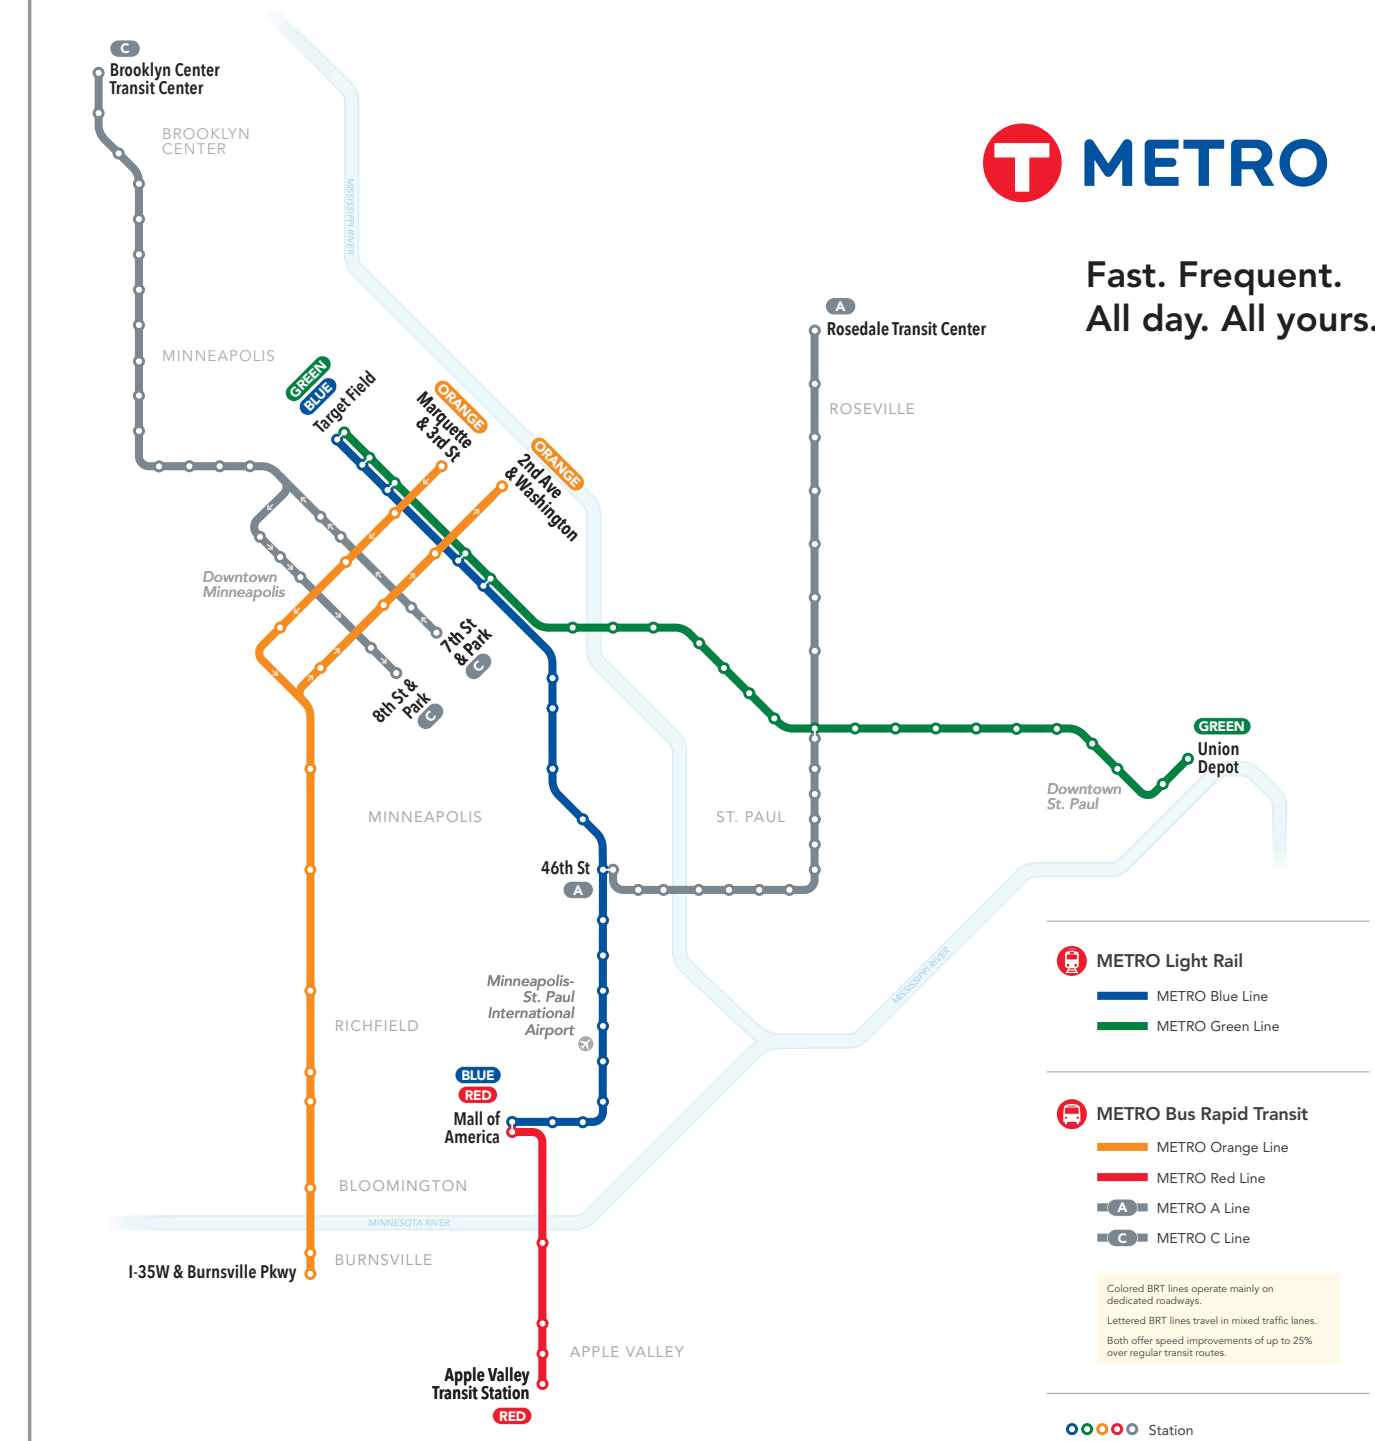 C
Brooklyn Center
Transit Center
BROOKLYN
CENTER
MISSISSIPPI RIVER
T METRO
Fast. Frequent.
All day. All yours.
A
Rosedale Transit Center
ROSEVILLE
MINNEAPOLIS
GREEN
BLUE
Target Field
ORANGE
Marquette
& 3rd St
ORANGE
2nd Ave
& Washington
Downtown
Minneapolis
7th St
& Park
C
8th St &
Park
C
GREEN
Union
Depot
Downtown
St. Paul
MINNEAPOLIS
ST. PAUL
46th St
A
Minneapolis-
St. Paul
International
Airport
MISSISSIPPI RIVER
RICHFIELD
BLUE
RED
Mall of
America
BLOOMINGTON
MINNESOTA RIVER
BURNSVILLE
I-35W & Burnsville Pkwy
APPLE VALLEY
Apple Valley
Transit Station
RED
METRO Light Rail
METRO Blue Line
METRO Green Line
METRO Bus Rapid Transit
METRO Orange Line
METRO Red Line
A METRO A Line
C METRO C Line
Colored BRT lines operate mainly on
dedicated roadways.
Lettered BRT lines travel in mixed traffic lanes.
Both offer speed improvements of up to 25%
over regular transit routes.
Station